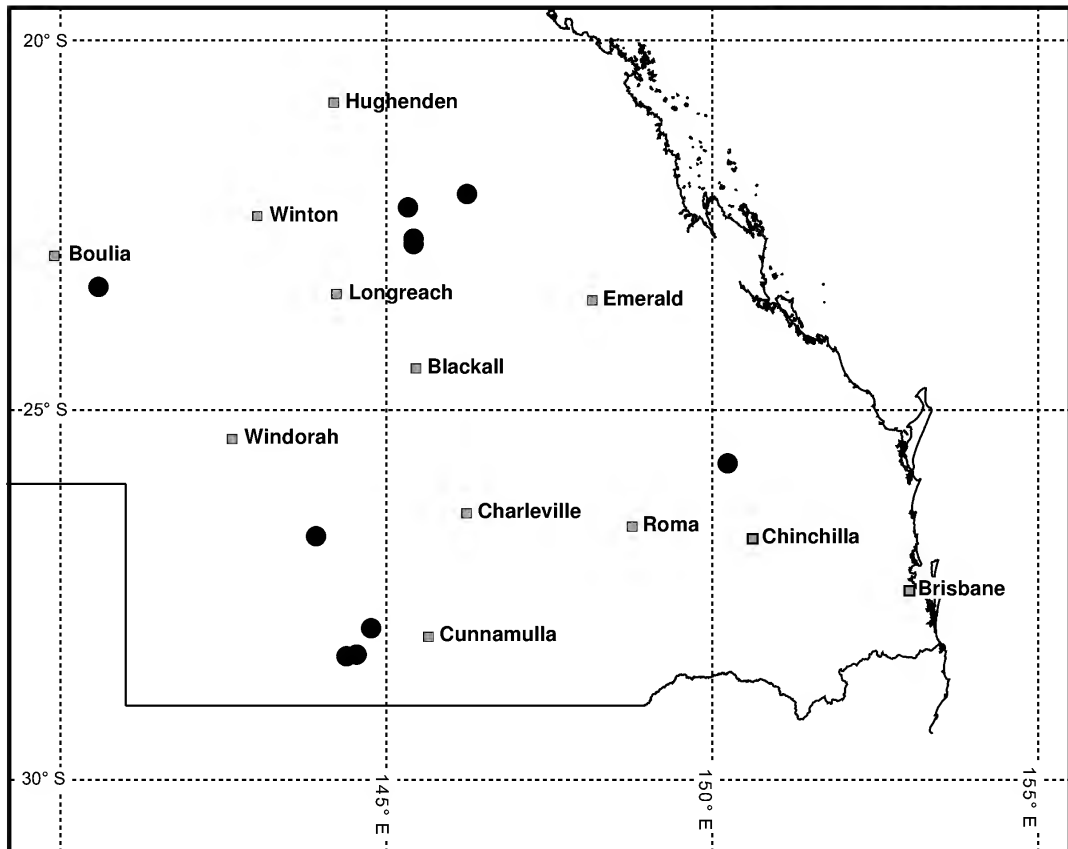 20° S
Hughenden
Winton
Boulia
Longreach
Emerald
Blackall
25° S
Windorah
Charleville
Roma
Chinchilla
Brisbane
Cunnamulla
30° S
145° E
150° E
155° E